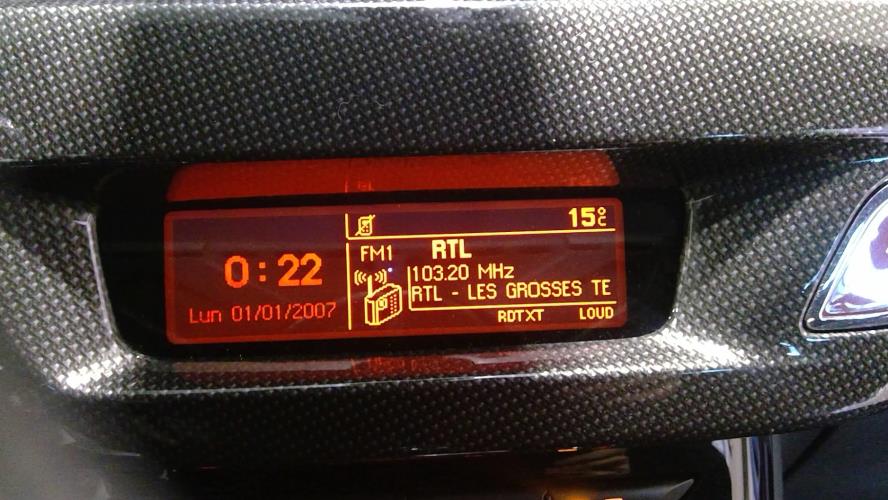 15°C
0:22
Lun 01/01/2007
FM1 RTL
103.20 MHz
RTL - LES GROSSES TE
RDTXT LOUD